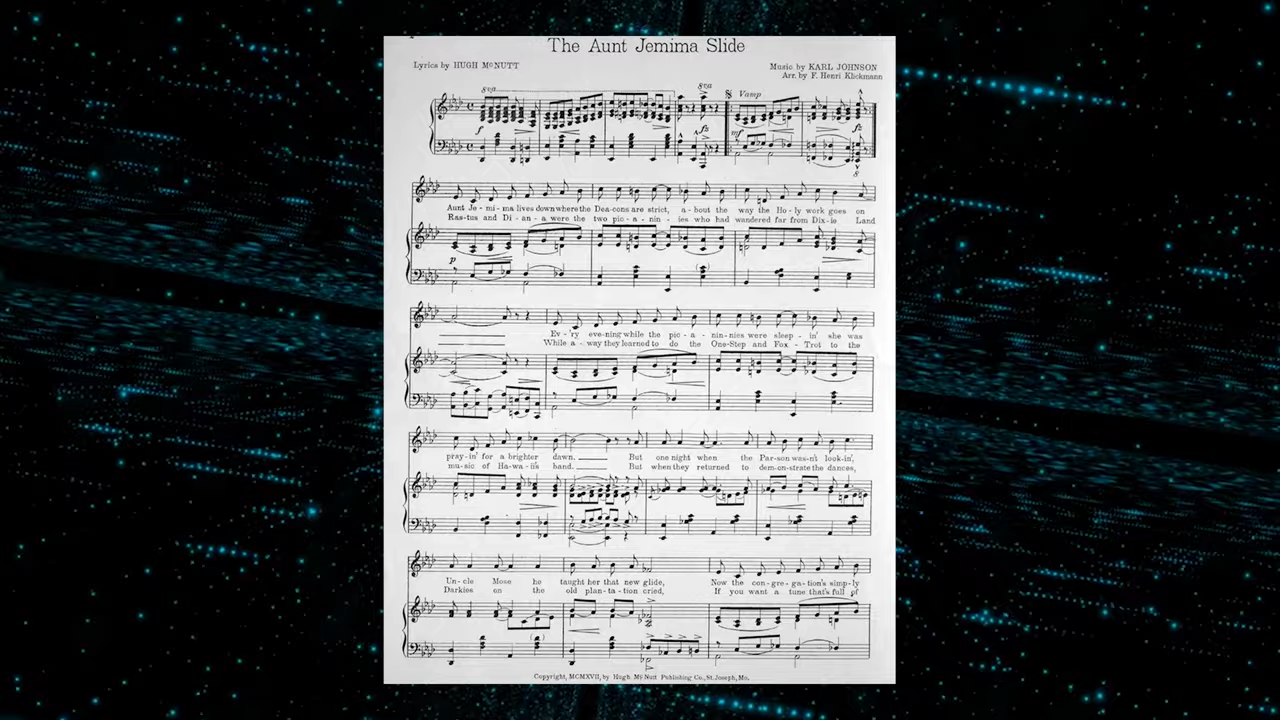 The Aunt Jemima Slide
Lyrics by HUGH McNUTT
Music by KARL JOHNSON
Arr. by F. Henri Klickmann
8va
8va
Vamp
f
fz
mf
fz
8
Aunt Je - mi - ma lives down where the Dea - cons are strict, a - bout the way the Ho - ly work goes on
Ras - tus and Di - an - a were the two pic - a - nin - ies who had wandered far from Dix - ie Land
p
Ev - 'ry eve - ning while the pic - a - nin - nies were sleep - in' she was
While a - way they learned to do the One - Step and Fox - Trot to the
pray - in' for a brighter dawn. But one night when the Par - son was - n't look - in',
mu - sic of Ha - wa - ii's band. But when they returned to dem - on - strate the dances,
Un - cle Mose he taught her that new glide, Now the con - gre - ga - tion's simp - ly
Darkies on the old plan - ta - tion cried, If you want a tune that's full of
Copyright, MCMXVII, by Hugh. Mc Nutt Publishing Co., St. Joseph, Mo.